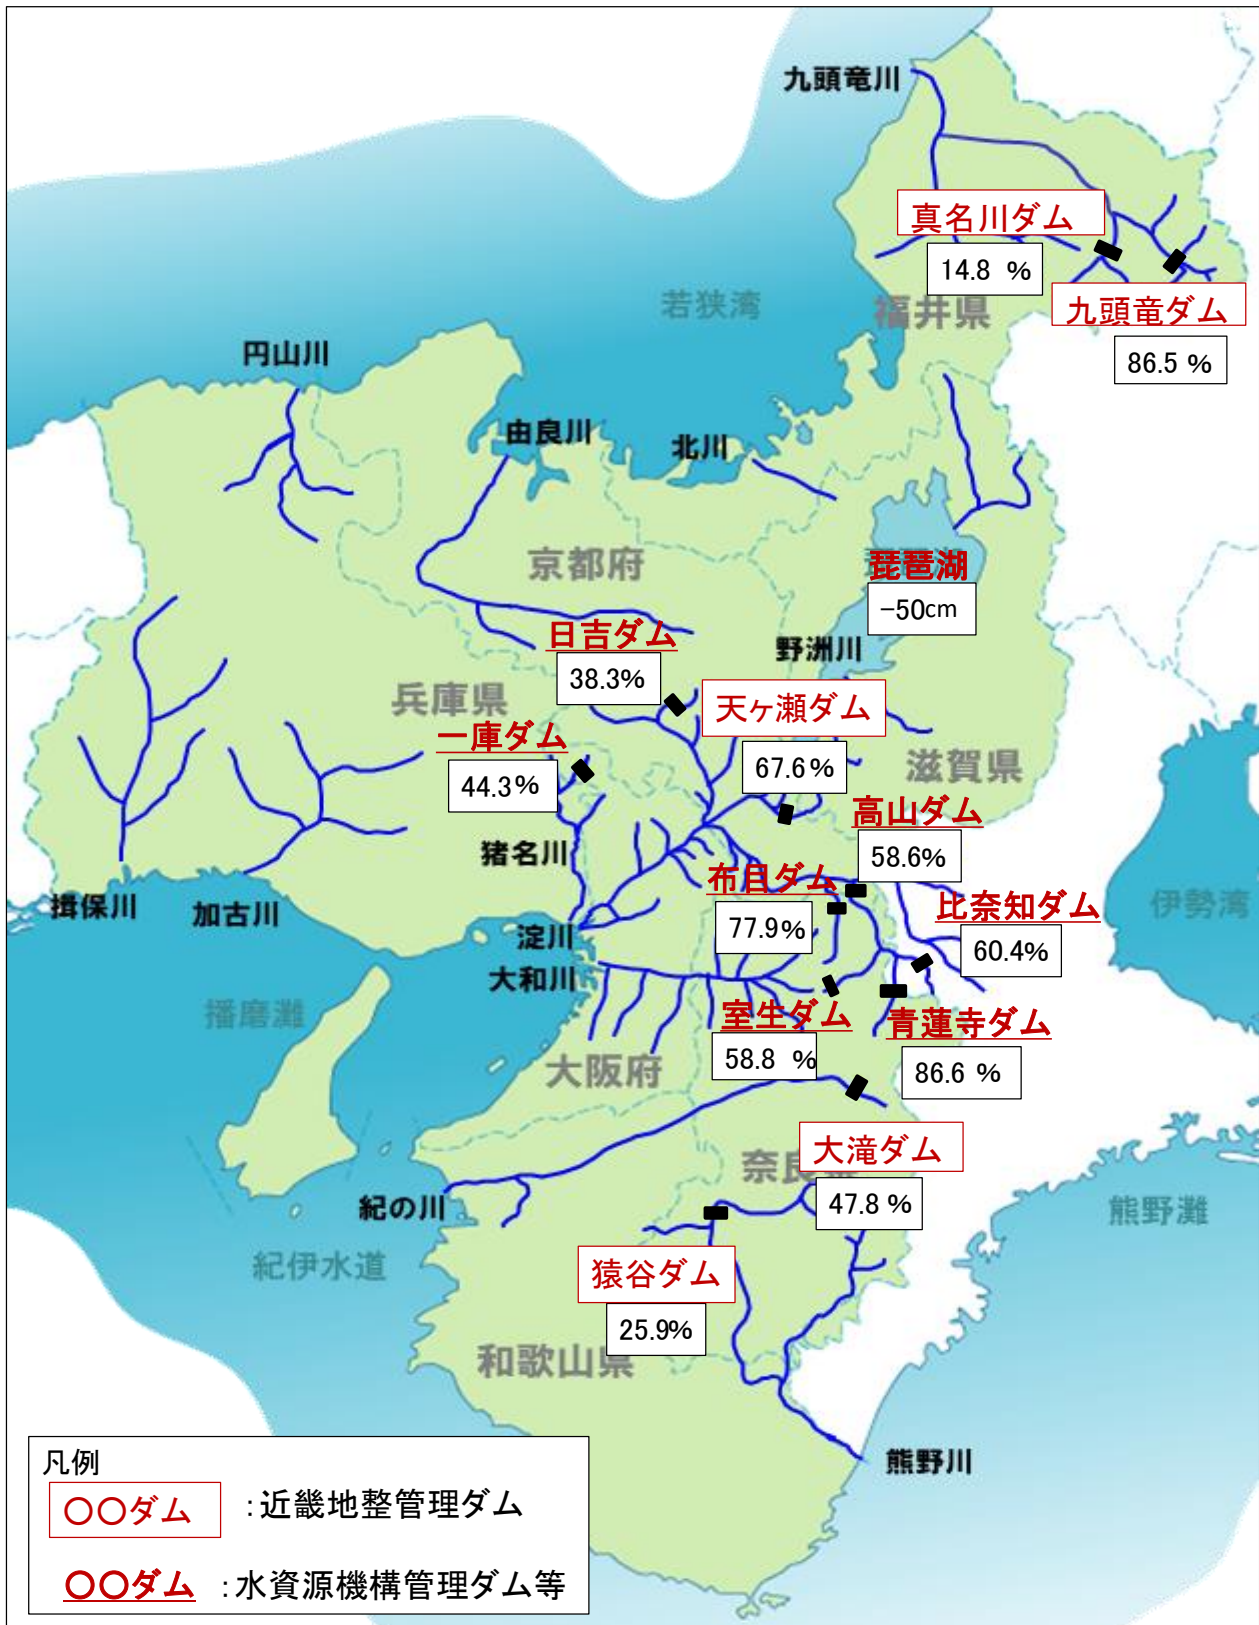 九頭竜川
真名川ダム
14.8 %
若狭湾
福井県
九頭竜ダム
86.5 %
円山川
由良川
北川
京都府
琵琶湖
-50cm
日吉ダム
38.3%
野洲川
兵庫県
天ヶ瀬ダム
67.6%
一庫ダム
44.3%
滋賀県
高山ダム
58.6%
猪名川
布目ダム
77.9%
比奈知ダム
60.4%
伊勢湾
揖保川
加古川
淀川
大和川
播磨灘
室生ダム
58.8 %
青蓮寺ダム
86.6 %
大阪府
大滝ダム
47.8 %
奈良県
紀の川
熊野灘
紀伊水道
猿谷ダム
25.9%
和歌山県
熊野川
凡例
〇〇ダム :近畿地整管理ダム
〇〇ダム :水資源機構管理ダム等